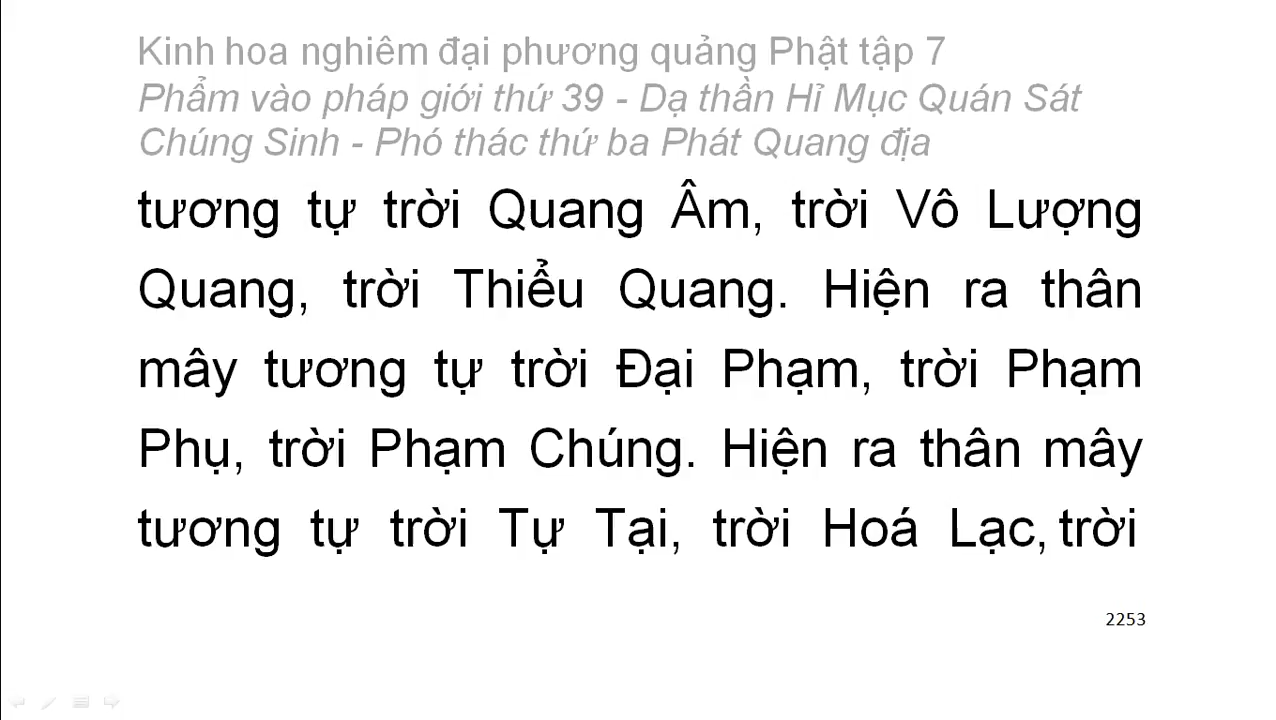 Kinh hoa nghiêm đại phương quảng Phật tập 7
Phẩm vào pháp giới thứ 39 - Dạ thần Hỉ Mục Quán Sát
Chúng Sinh - Phó thác thứ ba Phát Quang địa
tương tự trời Quang Âm, trời Vô Lượng
Quang, trời Thiểu Quang. Hiện ra thân
mây tương tự trời Đại Phạm, trời Phạm
Phụ, trời Phạm Chúng. Hiện ra thân mây
tương tự trời Tự Tại, trời Hoá Lạc, trời
2253